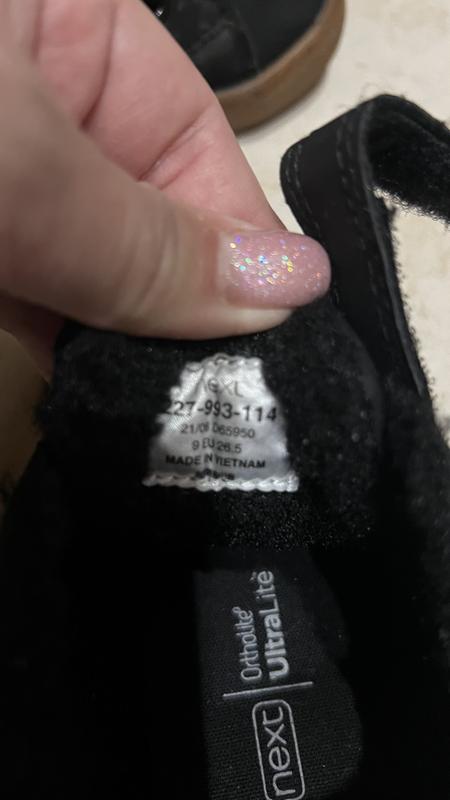 next
227-993-114
21/08 065950
9 EU 26.5
MADE IN VIETNAM
OrthoLite®
UltraLite
next